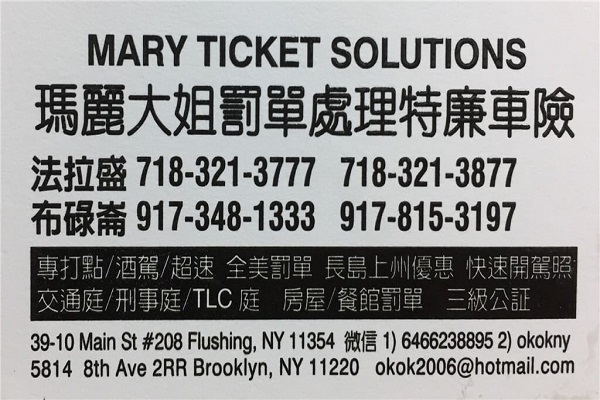 MARY TICKET SOLUTIONS
瑪麗大姐罰單處理特廉車險
法拉盛 718-321-3777 718-321-3877
布碌崙 917-348-1333 917-815-3197
專打點/酒駕/超速 全美罰單 長島上州優惠 快速開駕照
交通庭/刑事庭/TLC 庭 房屋/餐館罰單 三級公証
39-10 Main St #208 Flushing, NY 11354 微信 1) 6466238895 2) okokny
5814 8th Ave 2RR Brooklyn, NY 11220 okok2006@hotmail.com